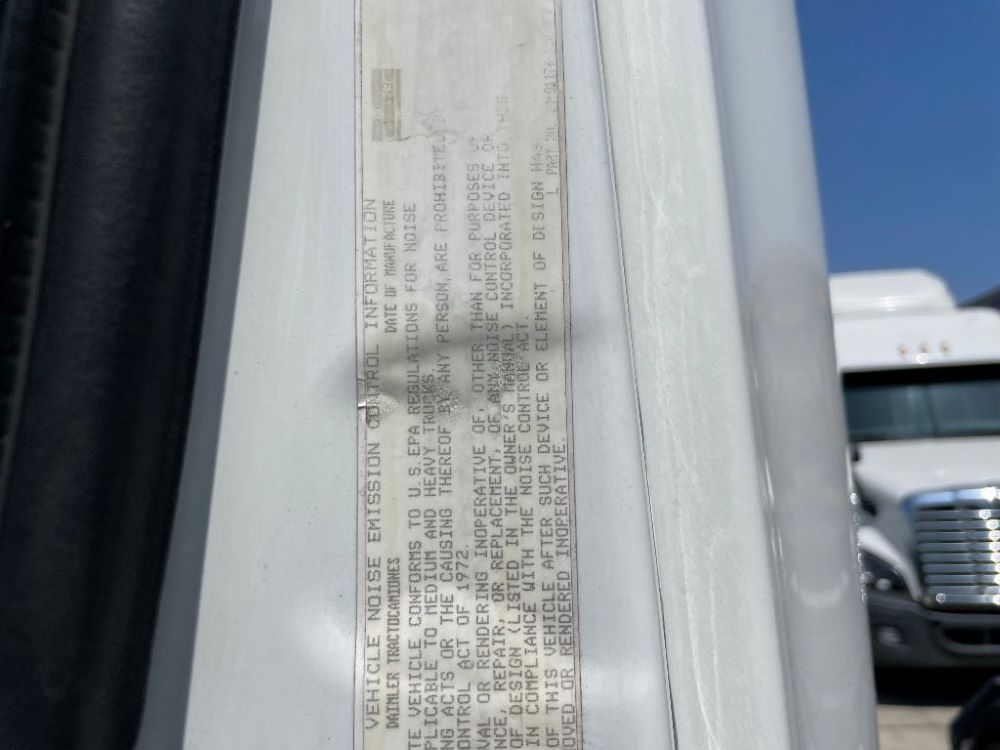 VEHICLE NOISE EMISSION CONTROL INFORMATION
DAIMLER TRACTOCAMIONES DATE OF MANUFACTURE
TE VEHICLE CONFORMS TO U.S. EPA REGULATIONS FOR NOISE
PLICABLE TO MEDIUM AND HEAVY TRUCKS.
NG ACTS OR THE CAUSING THEREOF BY ANY PERSON, ARE PROHIBITED
ONTROL ACT OF 1972.
VAL OR RENDERING INOPERATIVE OF, OTHER THAN FOR PURPOSES OF
NCE, REPAIR, OR REPLACEMENT, OF ANY NOISE CONTROL DEVICE OR
OF DESIGN (LISTED IN THE OWNER'S MANUAL) INCORPORATED INTO THIS
IN COMPLIANCE WITH THE NOISE CONTROL ACT.
OF THIS VEHICLE AFTER SUCH DEVICE OR ELEMENT OF DESIGN HAS
OVED OR RENDERED INOPERATIVE.
L PART NO.